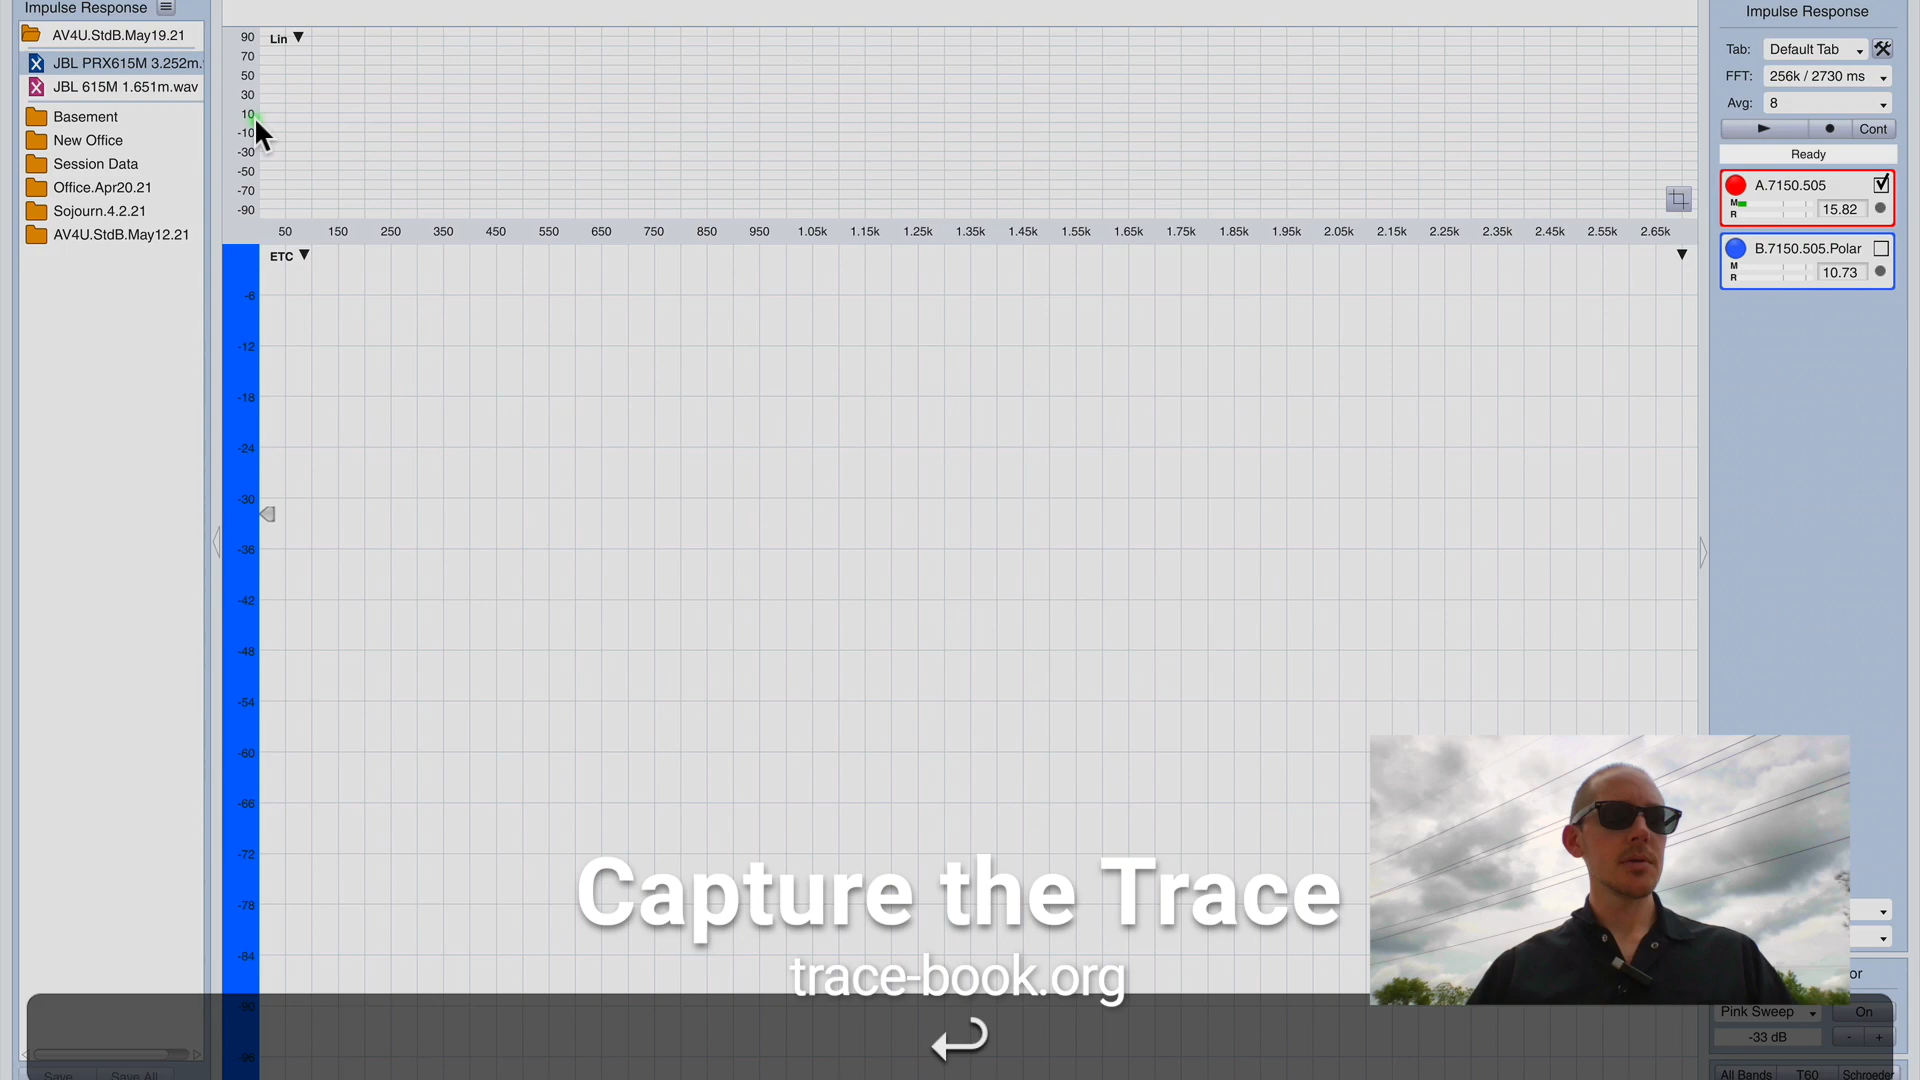 Impulse Response
AV4U.StdB.May19.21
JBL PRX615M 3.252m.
JBL 615M 1.651m.wav
Basement
New Office
Session Data
Office.Apr20.21
Sojourn.4.2.21
AV4U.StdB.May12.21
Save
Save All
Lin
90
70
50
30
10
-10
-30
-50
-70
-90
50 150 250 350 450 550 650 750 850 950 1.05k 1.15k 1.25k 1.35k 1.45k 1.55k 1.65k 1.75k 1.85k 1.95k 2.05k 2.15k 2.25k 2.35k 2.45k 2.55k 2.65k
ETC
-6
-12
-18
-24
-30
-36
-42
-48
-54
-60
-66
-72
-78
-84
-90
-96
Capture the Trace
trace-book.org
Impulse Response
Tab: Default Tab
FFT: 256k / 2730 ms
Avg: 8
Cont
Ready
A.7150.505
M
R 15.82
B.7150.505.Polar
M
R 10.73
or
Pink Sweep On
-33 dB - +
All Bands T60 Schroeder